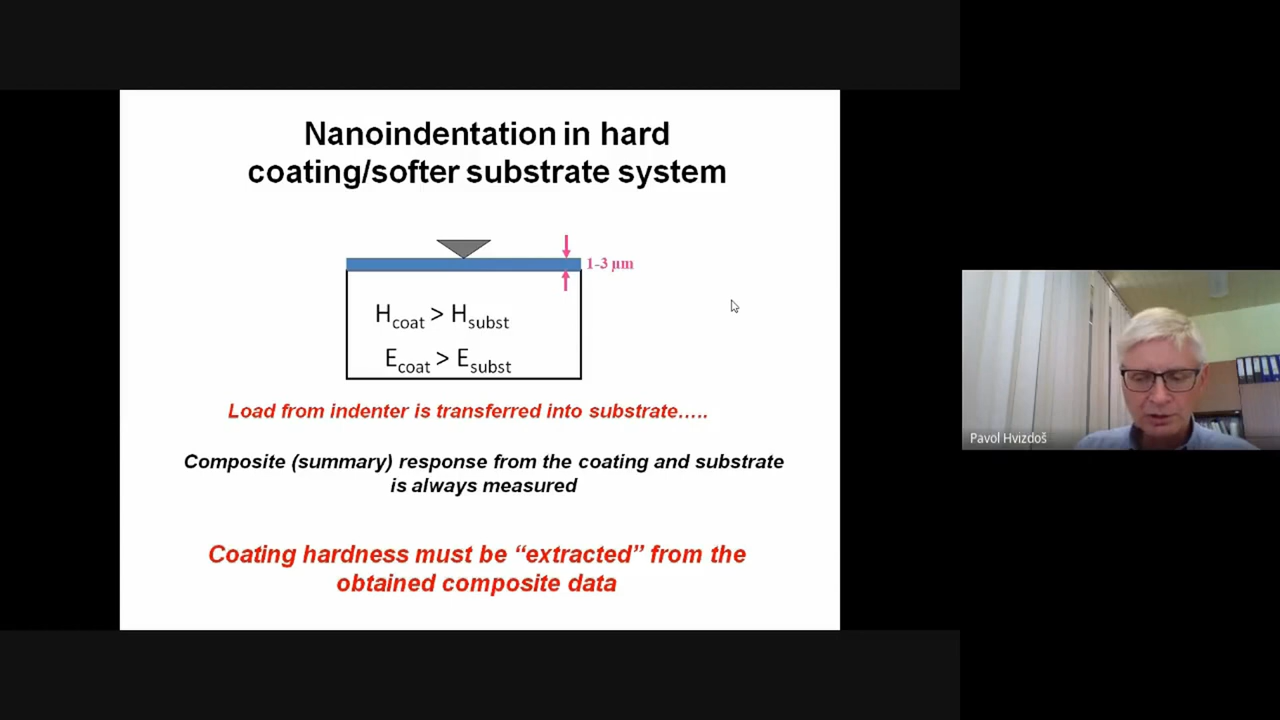 Nanoindentation in hard
coating/softer substrate system
1-3 µm
Hcoat > Hsubst
Ecoat > Esubst
Load from indenter is transferred into substrate…..
Composite (summary) response from the coating and substrate
is always measured
Coating hardness must be “extracted” from the
obtained composite data
Pavol Hvizdoš